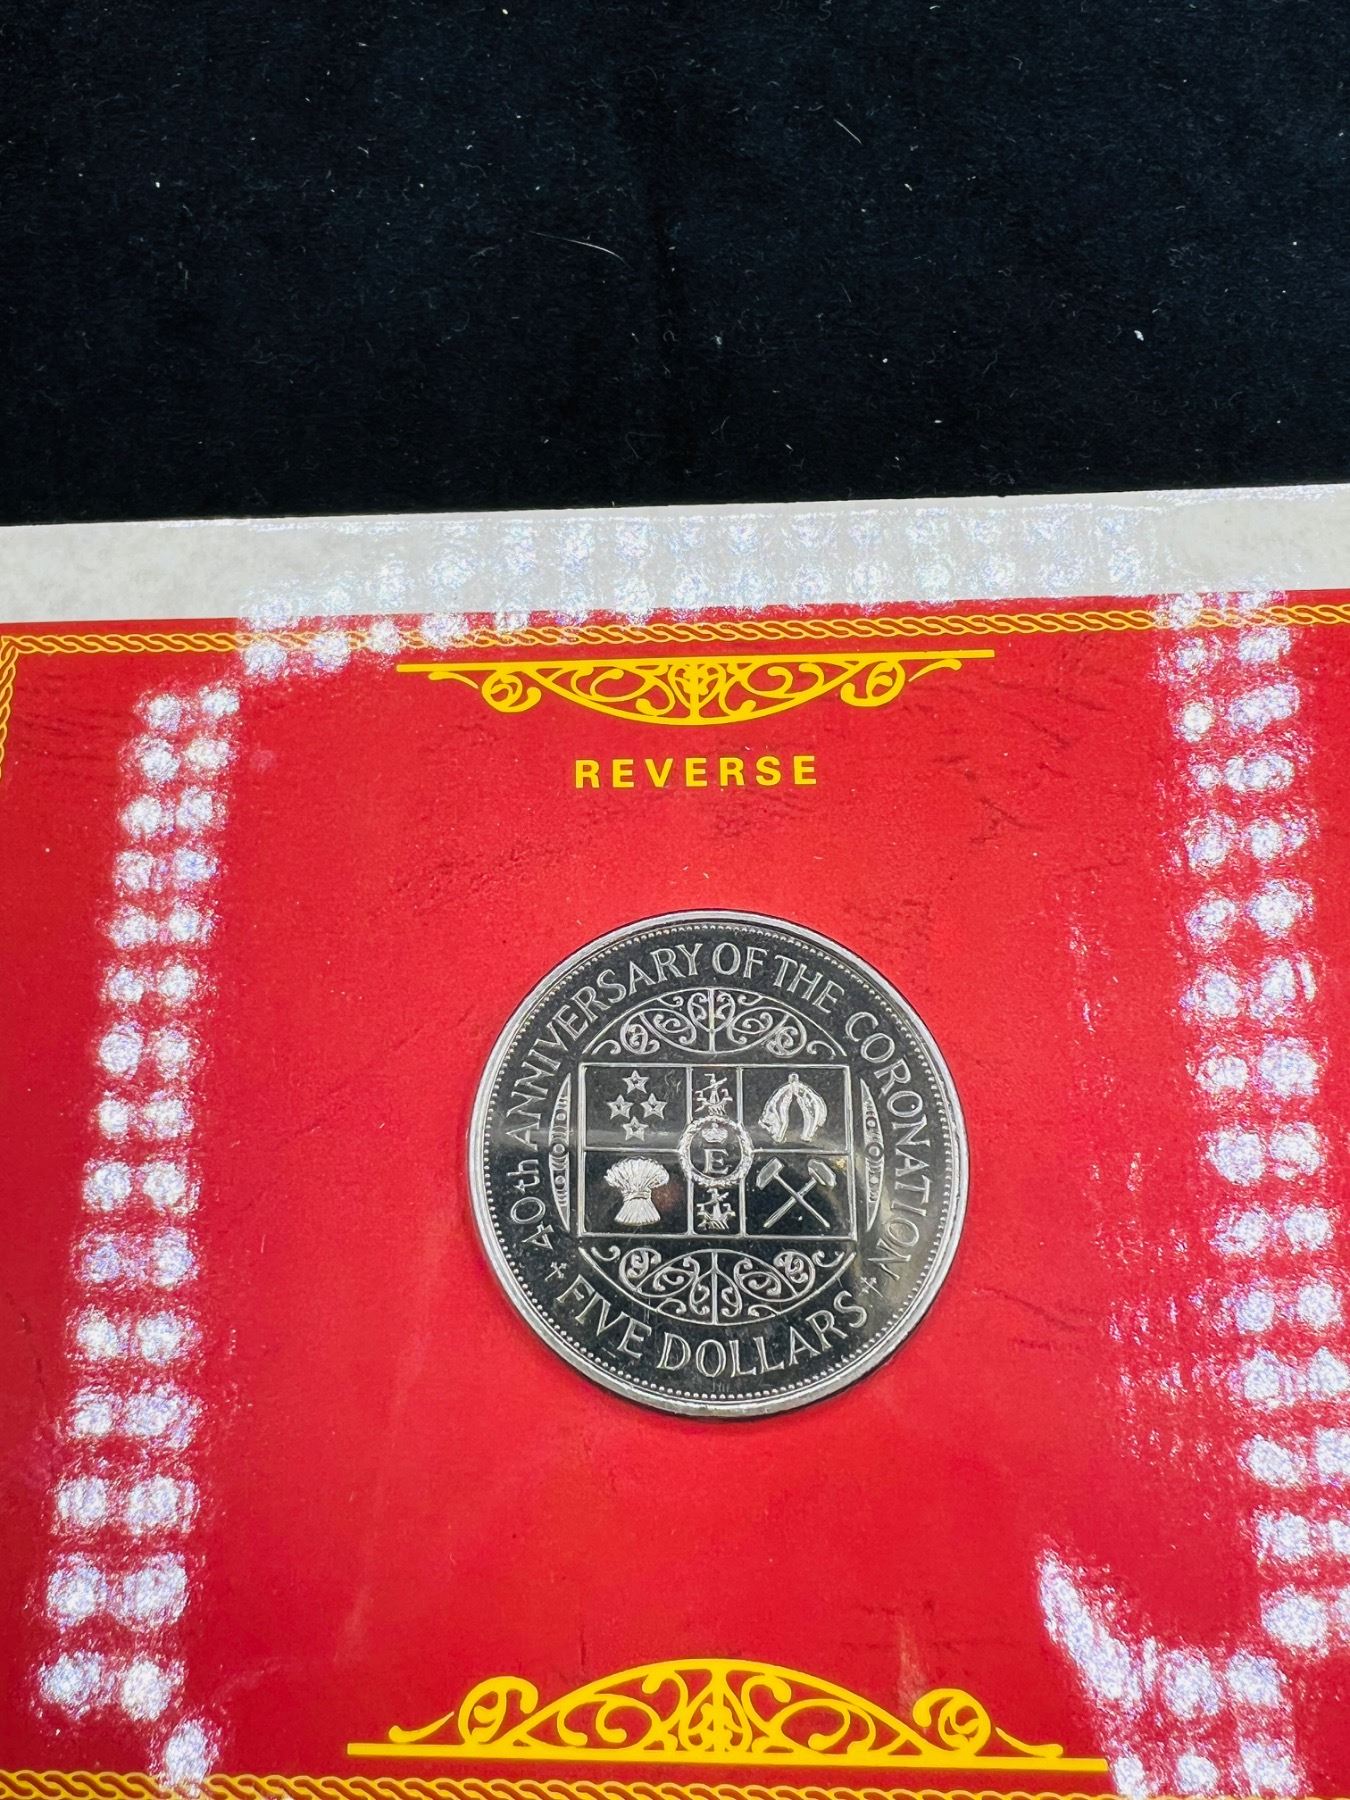 REVERSE
40th ANNIVERSARY OF THE CORONATION
E
FIVE DOLLARS